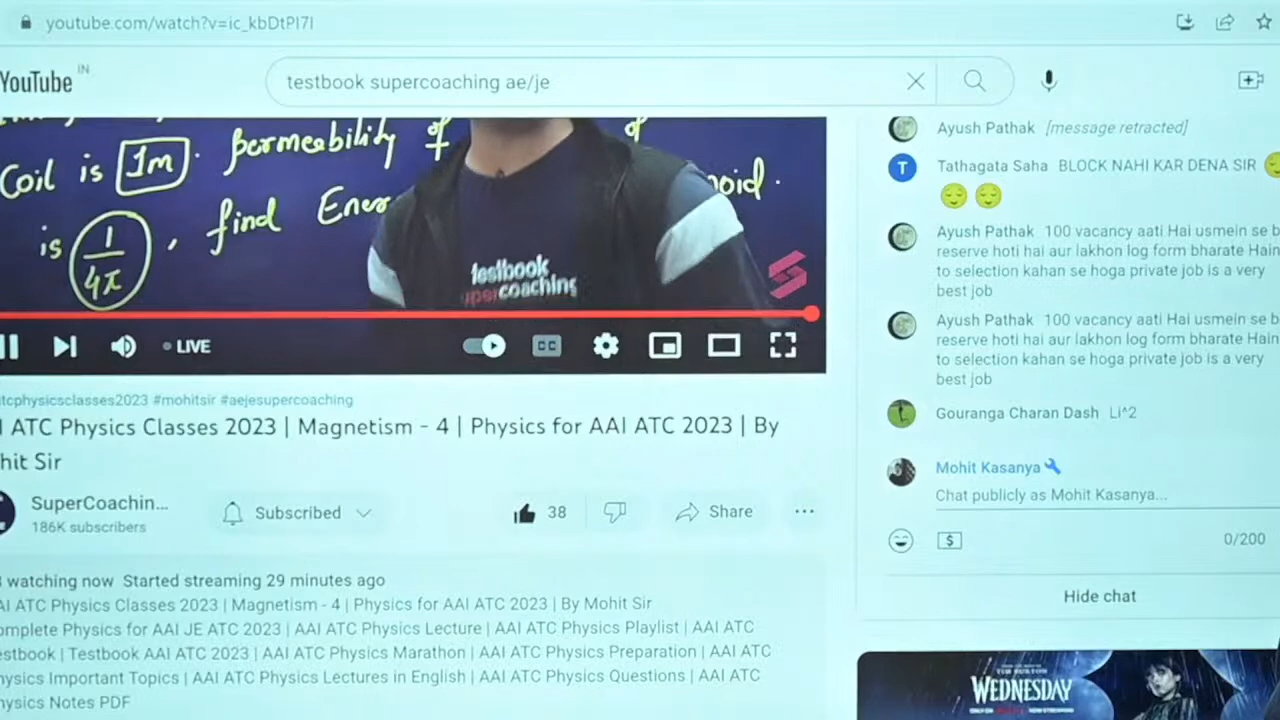 youtube.com/watch?v=ic_kbDtPl7I
YouTube IN
testbook supercoaching ae/je
Coil is 1m. permeability of of
is 1/4π, find Ener noid.
testbook
supercoaching
LIVE
CC
tcphysicsclasses2023 #mohitsir #aejesupercoaching
I ATC Physics Classes 2023 | Magnetism - 4 | Physics for AAI ATC 2023 | By
hit Sir
SuperCoachin...
186K subscribers
Subscribed
38
Share
watching now Started streaming 29 minutes ago
AI ATC Physics Classes 2023 | Magnetism - 4 | Physics for AAI ATC 2023 | By Mohit Sir
omplete Physics for AAI JE ATC 2023 | AAI ATC Physics Lecture | AAI ATC Physics Playlist | AAI ATC
estbook | Testbook AAI ATC 2023 | AAI ATC Physics Marathon | AAI ATC Physics Preparation | AAI ATC
hysics Important Topics | AAI ATC Physics Lectures in English | AAI ATC Physics Questions | AAI ATC
hysics Notes PDF
Ayush Pathak [message retracted]
Tathagata Saha BLOCK NAHI KAR DENA SIR
Ayush Pathak 100 vacancy aati Hai usmein se b
reserve hoti hai aur lakhon log form bharate Hain
to selection kahan se hoga private job is a very
best job
Ayush Pathak 100 vacancy aati Hai usmein se b
reserve hoti hai aur lakhon log form bharate Hain
to selection kahan se hoga private job is a very
best job
Gouranga Charan Dash Li^2
Mohit Kasanya
Chat publicly as Mohit Kasanya...
$
0/200
Hide chat
WEDNESDAY